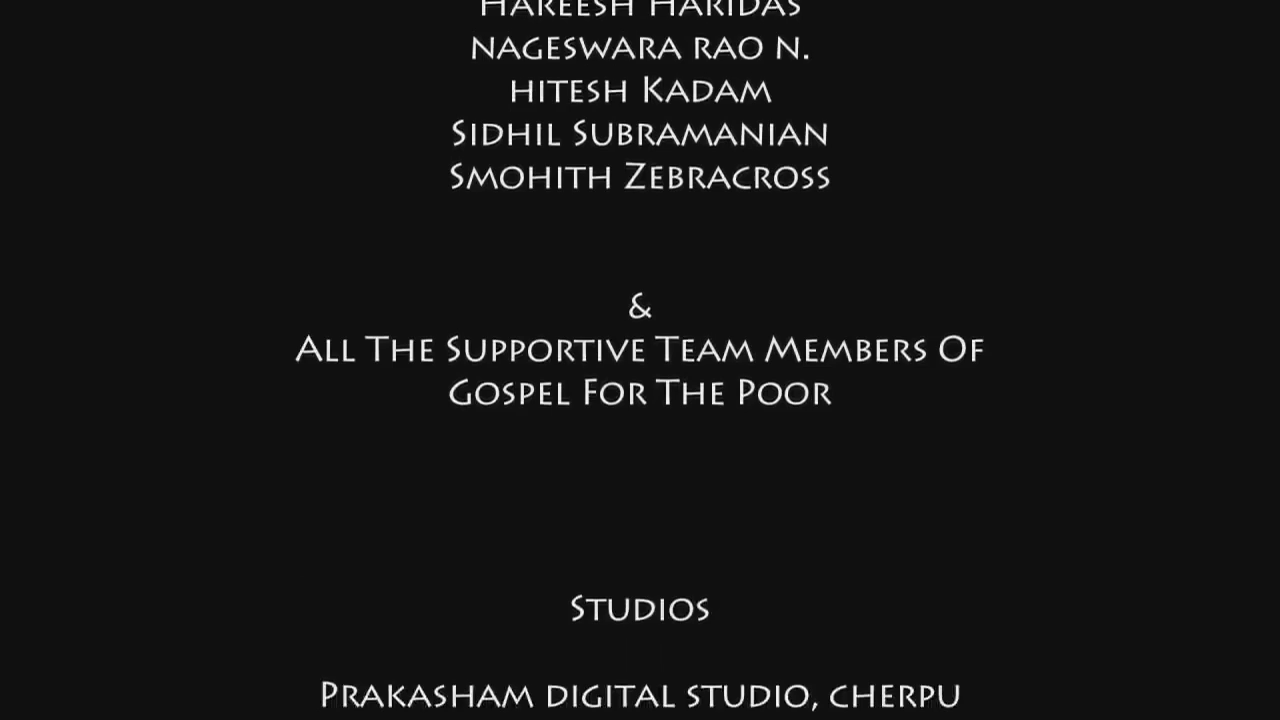 Hareesh Haridas
nageswara rao n.
hitesh Kadam
Sidhil Subramanian
Smohith Zebracross
&
All The Supportive Team Members Of
Gospel For The Poor
Studios
Prakasham digital studio, cherpu